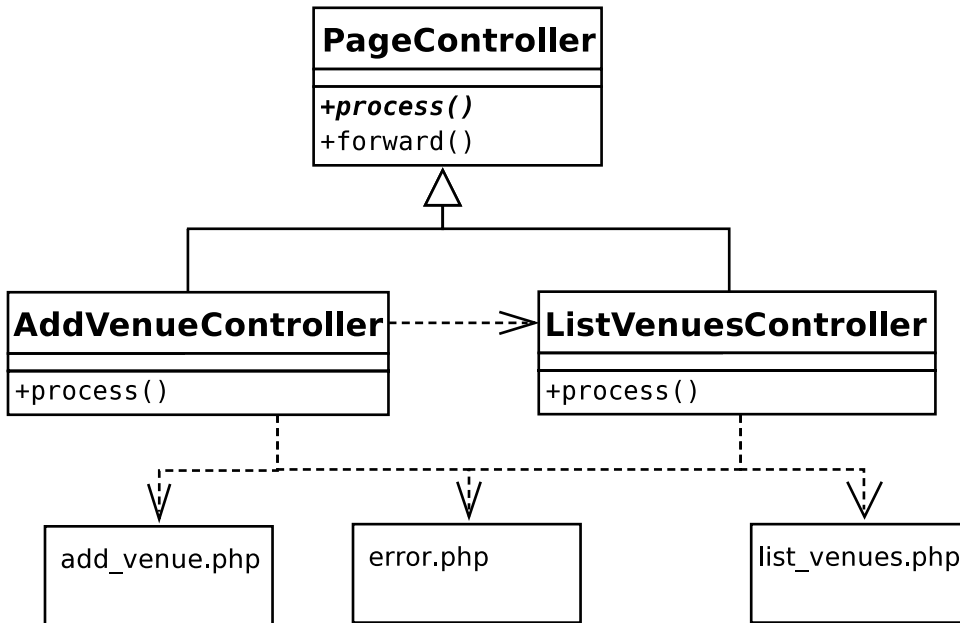 PageController
+process()
+forward()
AddVenueController
ListVenuesController
+process()
+process()
add_venue.php
error.php
list_venues.php